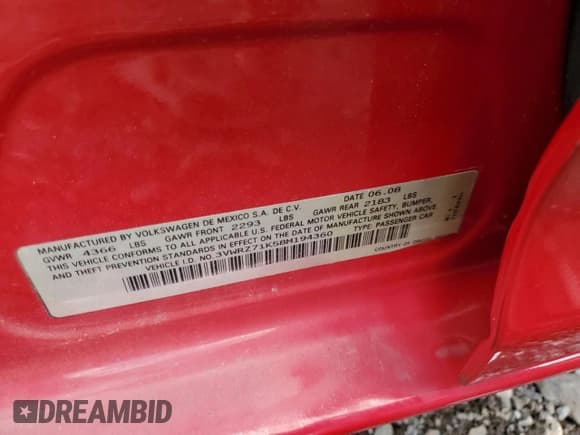 MANUFACTURED BY VOLKSWAGEN DE MEXICO S.A. DE C.V. DATE 06.08
GVWR 4366 LBS GAWR FRONT 2293 LBS GAWR REAR 2183 LBS
THIS VEHICLE CONFORMS TO ALL APPLICABLE U.S. FEDERAL MOTOR VEHICLE SAFETY, BUMPER,
AND THEFT PREVENTION STANDARDS IN EFFECT ON THE DATE OF MANUFACTURE SHOWN ABOVE
VEHICLE I.D. NO. 3VWRZ71K58M194360 TYPE: PASSENGER CAR
COUNTRY OF
DREAMBID